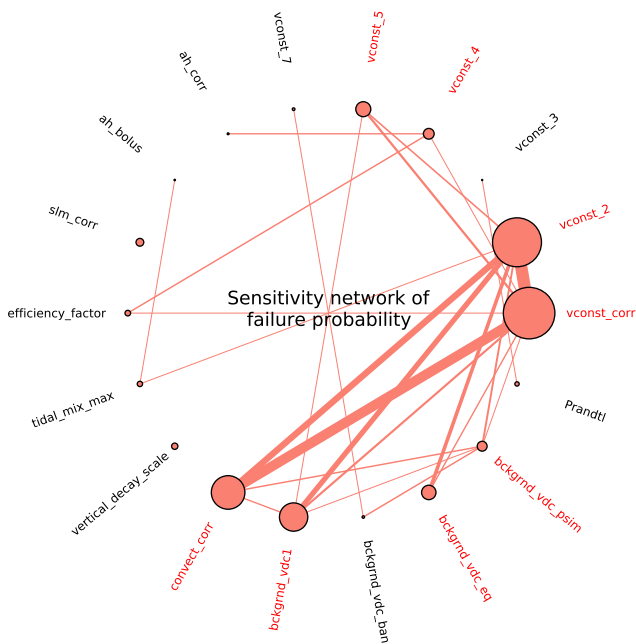 vconst_5
vconst_7
vconst_4
ah_corr
vconst_3
ah_bolus
vconst_2
slm_corr
Sensitivity network of
failure probability
efficiency_factor
vconst_corr
tidal_mix_max
Prandtl
vertical_decay_scale
bckgrnd_vdc_psim
convect_corr
bckgrnd_vdc_eq
bckgrnd_vdc1
bckgrnd_vdc_ban